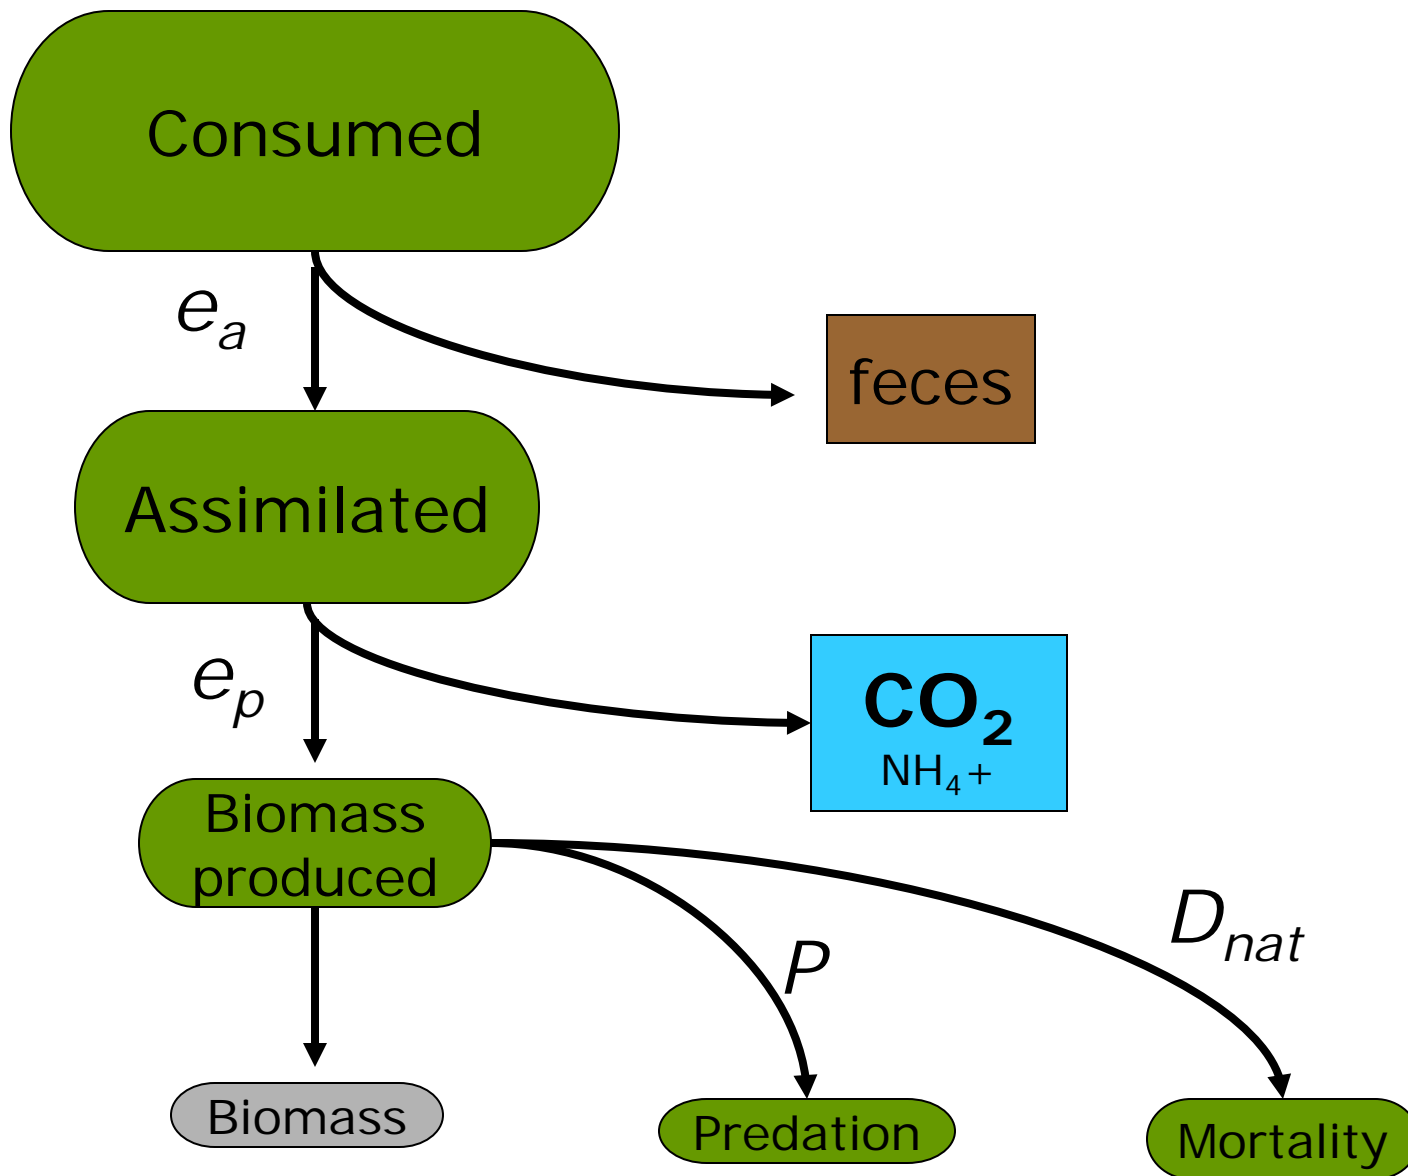 Consumed
eₐ
feces
Assimilated
eₚ
CO₂
NH₄+
Biomass
produced
P
Dₙₐₜ
Biomass
Predation
Mortality